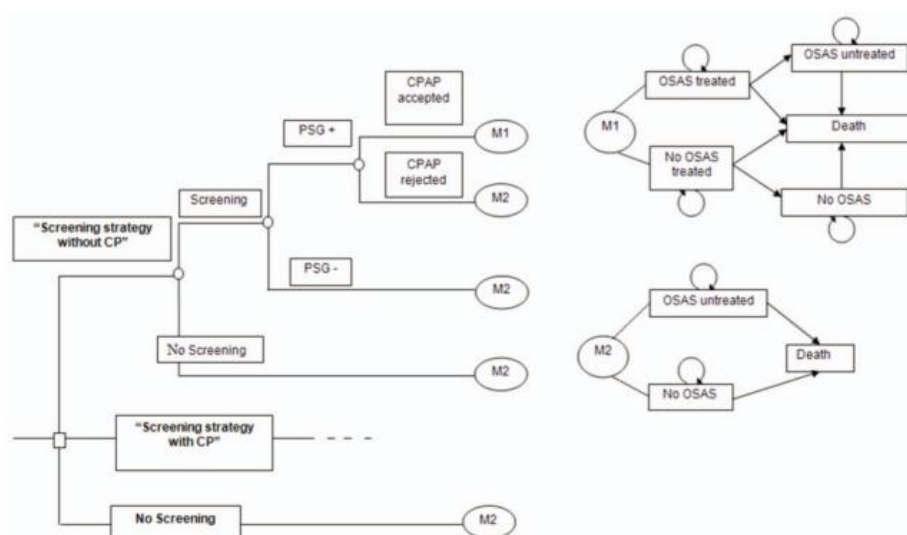 CPAP
accepted
PSG +
M1
CPAP
rejected
Screening
M2
“Screening strategy
without CP”
PSG -
M2
No Screening
M2
“Screening strategy
with CP”
No Screening
M2
OSAS untreated
OSAS treated
M1
Death
No OSAS
treated
No OSAS
OSAS untreated
M2
Death
No OSAS